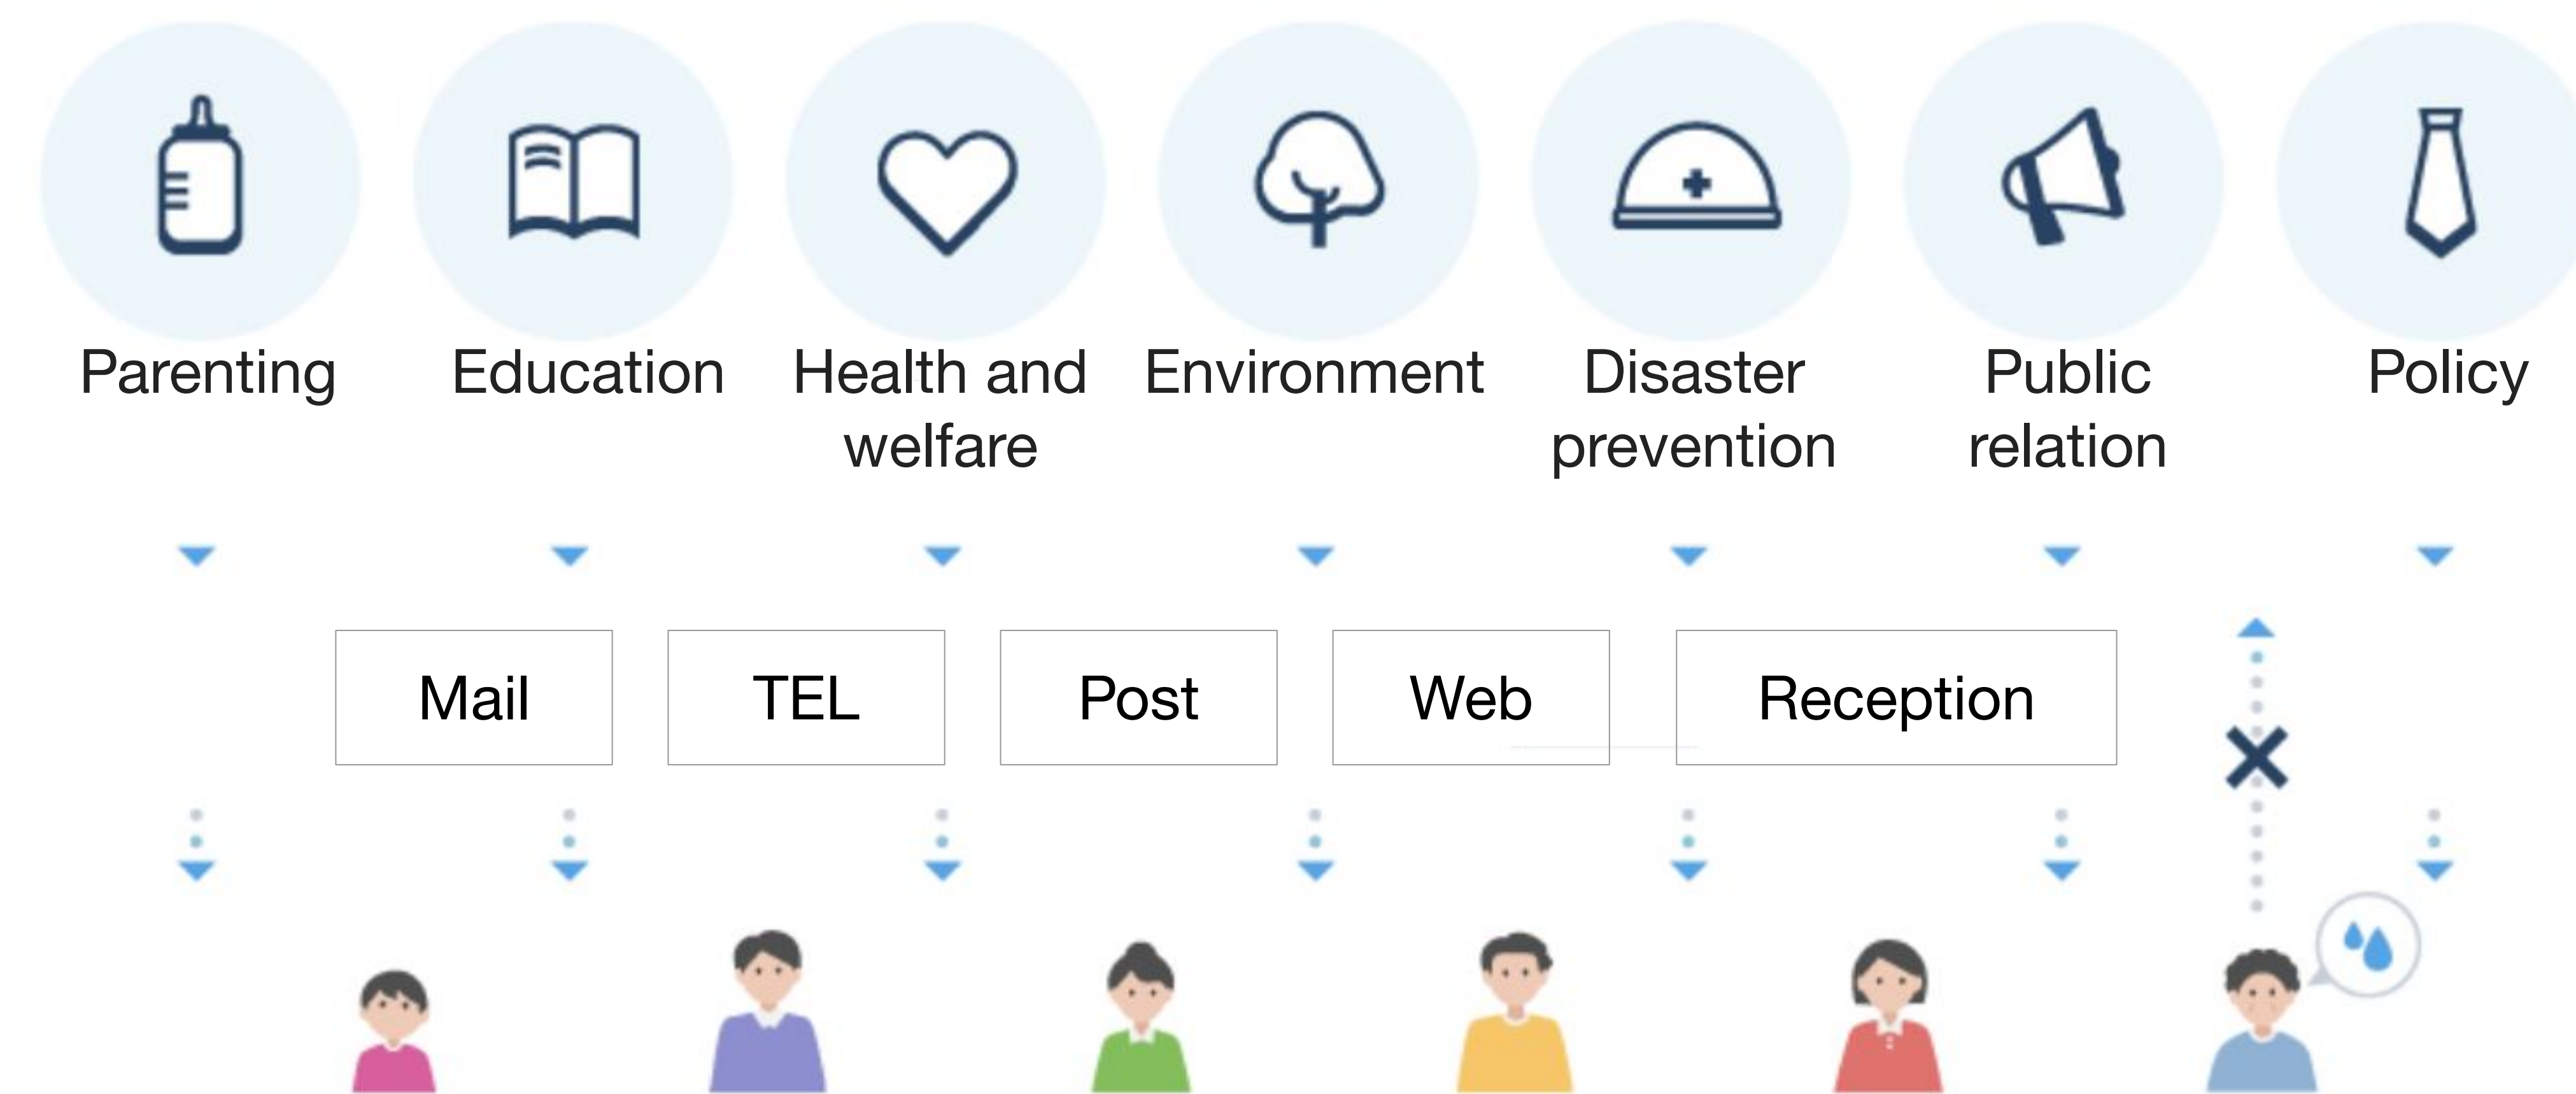 Parenting
Education
Health and
welfare
Environment
Disaster
prevention
Public
relation
Policy
Mail
TEL
Post
Web
Reception